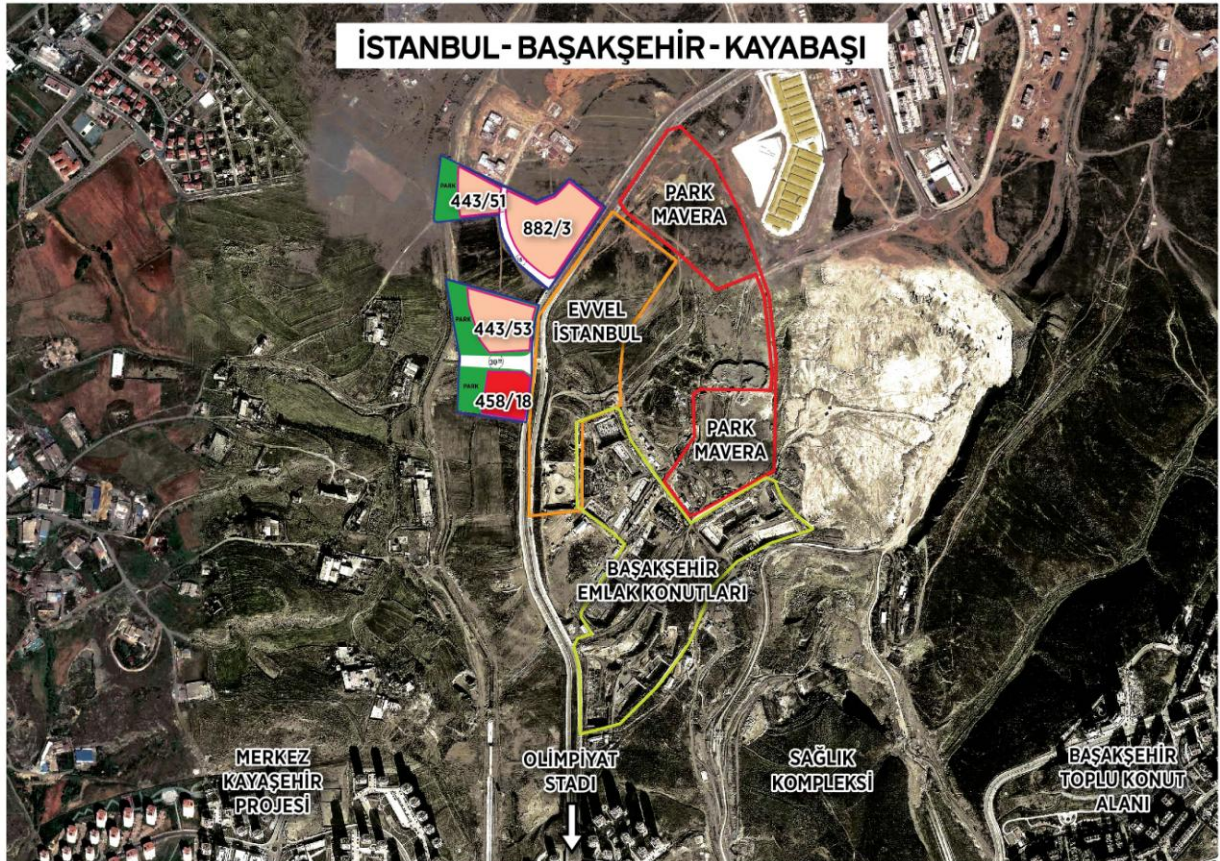 İSTANBUL - BAŞAKŞEHİR - KAYABAŞI
PARK
443/51
882/3
PARK
MAVERA
PARK
443/53
EVVEL
İSTANBUL
PARK
458/18
PARK
MAVERA
BAŞAKŞEHİR
EMLAK KONUTLARI
MERKEZ
KAYAŞEHİR
PROJESİ
OLİMPİYAT
STADI
SAĞLIK
KOMPLEKSİ
BAŞAKŞEHİR
TOPLU KONUT
ALANI